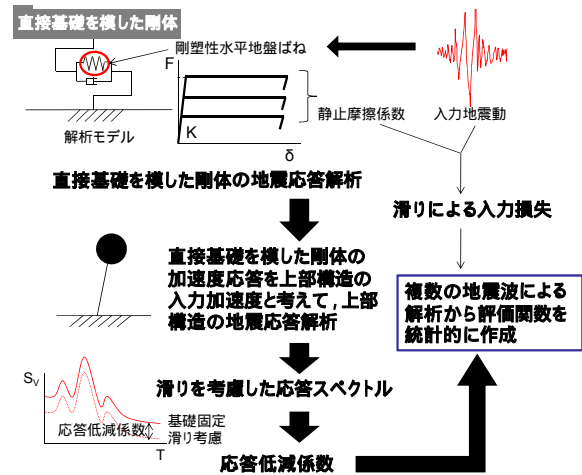 直接基礎を模した剛体
剛塑性水平地盤ばね
F
K
δ
解析モデル
静止摩擦係数
入力地震動
直接基礎を模した剛体の地震応答解析
滑りによる入力損失
直接基礎を模した剛体の
加速度応答を上部構造の
入力加速度と考えて,上部
構造の地震応答解析
複数の地震波による
解析から評価関数を
統計的に作成
滑りを考慮した応答スペクトル
SV
応答低減係数
基礎固定
滑り考慮
T
応答低減係数